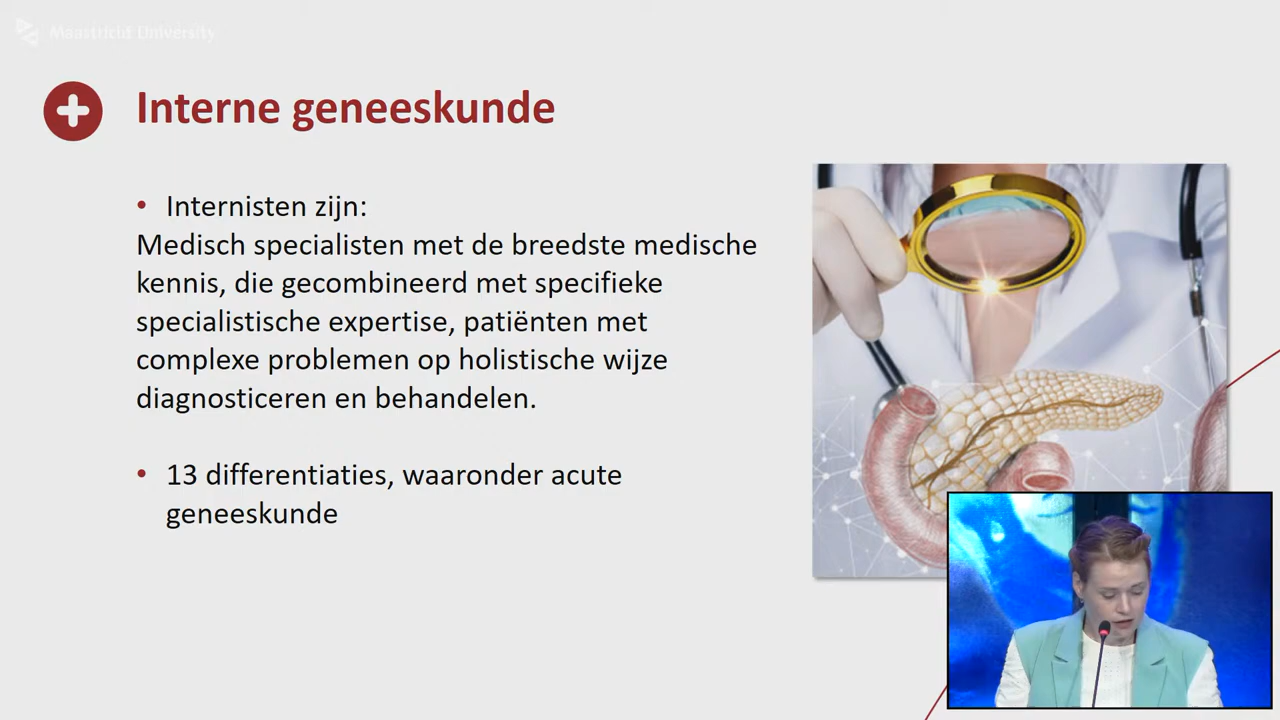 Maastricht University
Interne geneeskunde
• Internisten zijn:
Medisch specialisten met de breedste medische
kennis, die gecombineerd met specifieke
specialistische expertise, patiënten met
complexe problemen op holistische wijze
diagnosticeren en behandelen.
• 13 differentiaties, waaronder acute
geneeskunde